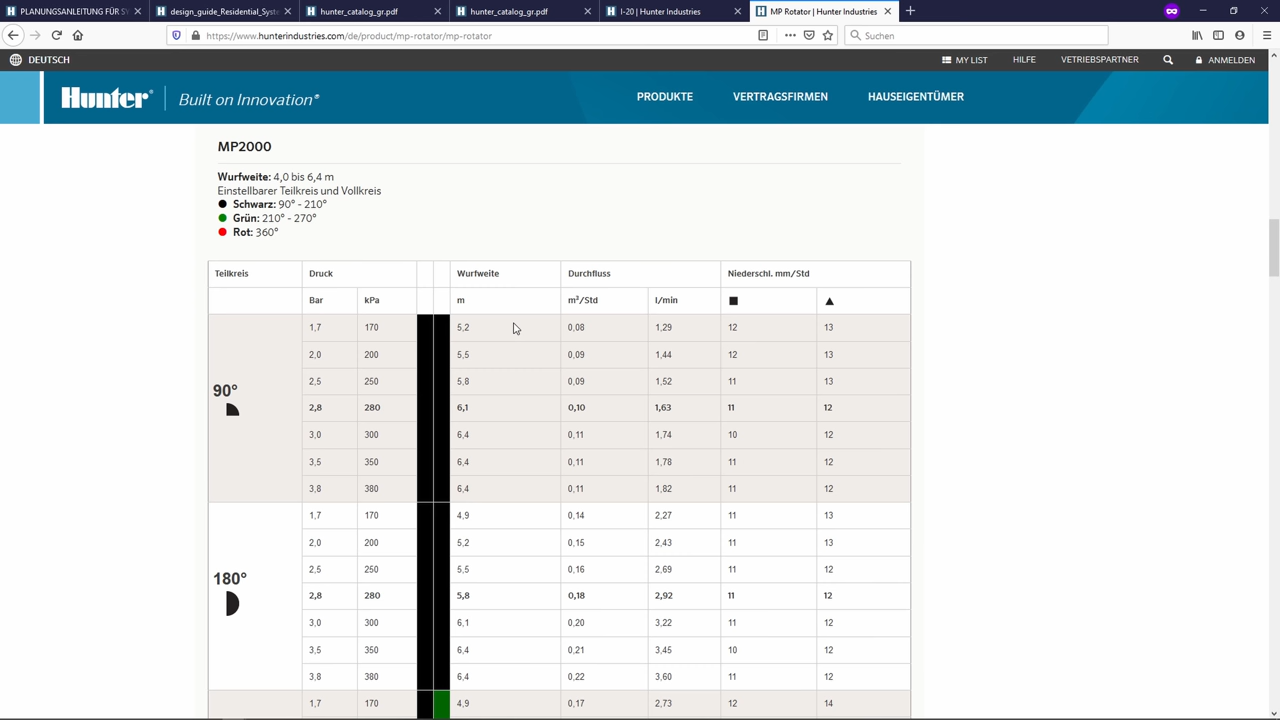 PLANUNGSANLEITUNG FÜR SY
design_guide_Residential_Syste
hunter_catalog_gr.pdf
hunter_catalog_gr.pdf
I-20 | Hunter Industries
MP Rotator | Hunter Industries
https://www.hunterindustries.com/de/product/mp-rotator/mp-rotator
Suchen
DEUTSCH
MY LIST
HILFE
VETRIEBSPARTNER
ANMELDEN
Hunter® Built on Innovation®
PRODUKTE
VERTRAGSFIRMEN
HAUSEIGENTÜMER
MP2000
Wurfweite: 4,0 bis 6,4 m
Einstellbarer Teilkreis und Vollkreis
Schwarz: 90° - 210°
Grün: 210° - 270°
Rot: 360°
Teilkreis Druck Wurfweite Durchfluss Niederschl. mm/Std
Bar kPa m m³/Std l/min ■ ▲
90°
1,7 170 5,2 0,08 1,29 12 13
2,0 200 5,5 0,09 1,44 12 13
2,5 250 5,8 0,09 1,52 11 13
2,8 280 6,1 0,10 1,63 11 12
3,0 300 6,4 0,11 1,74 10 12
3,5 350 6,4 0,11 1,78 11 12
3,8 380 6,4 0,11 1,82 11 12
180°
1,7 170 4,9 0,14 2,27 11 13
2,0 200 5,2 0,15 2,43 11 13
2,5 250 5,5 0,16 2,69 11 12
2,8 280 5,8 0,18 2,92 11 12
3,0 300 6,1 0,20 3,22 11 12
3,5 350 6,4 0,21 3,45 10 12
3,8 380 6,4 0,22 3,60 11 12
1,7 170 4,9 0,17 2,73 12 14